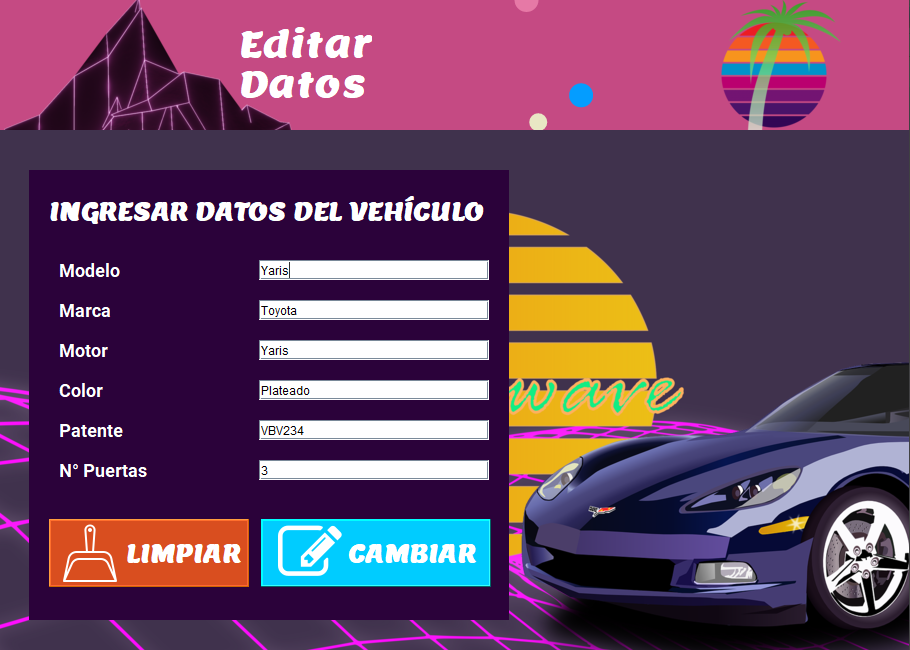 Editar
Datos
INGRESAR DATOS DEL VEHÍCULO
Modelo Yaris
Marca Toyota
Motor Yaris
Color Plateado
Patente VBV234
N° Puertas 3
wave
LIMPIAR CAMBIAR